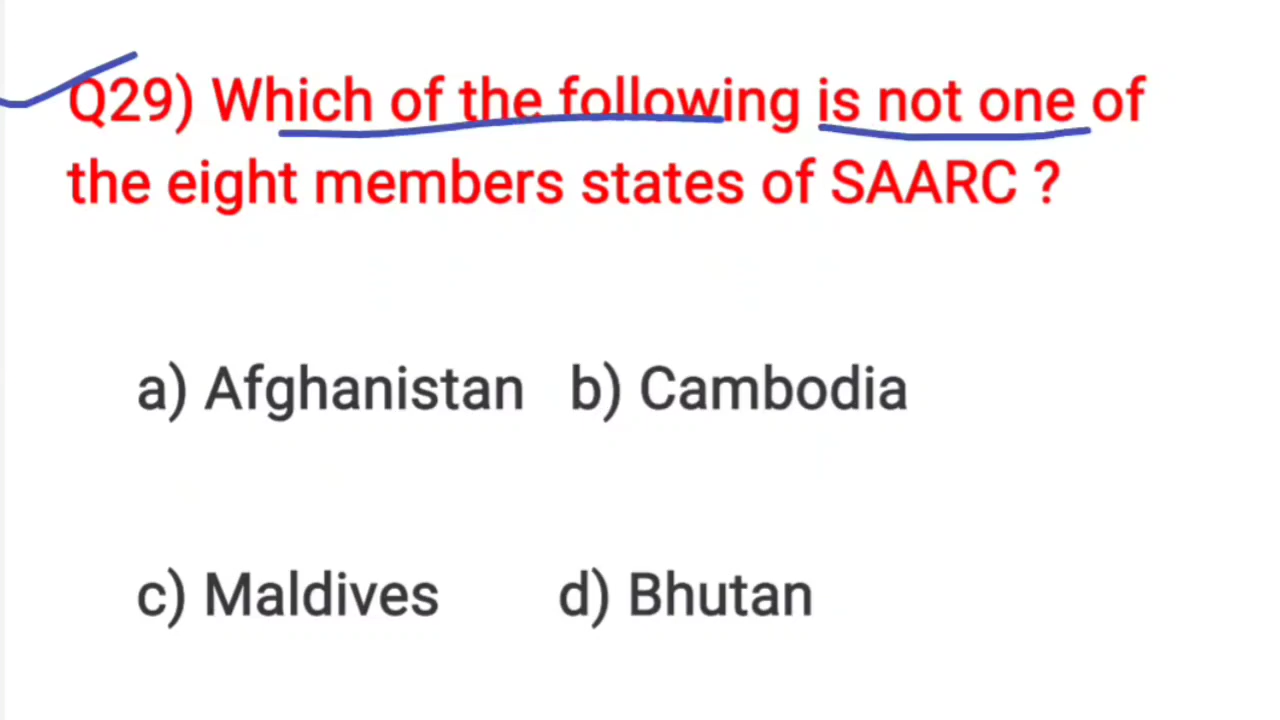 Q29) Which of the following is not one of
the eight members states of SAARC ?
a) Afghanistan b) Cambodia
c) Maldives d) Bhutan